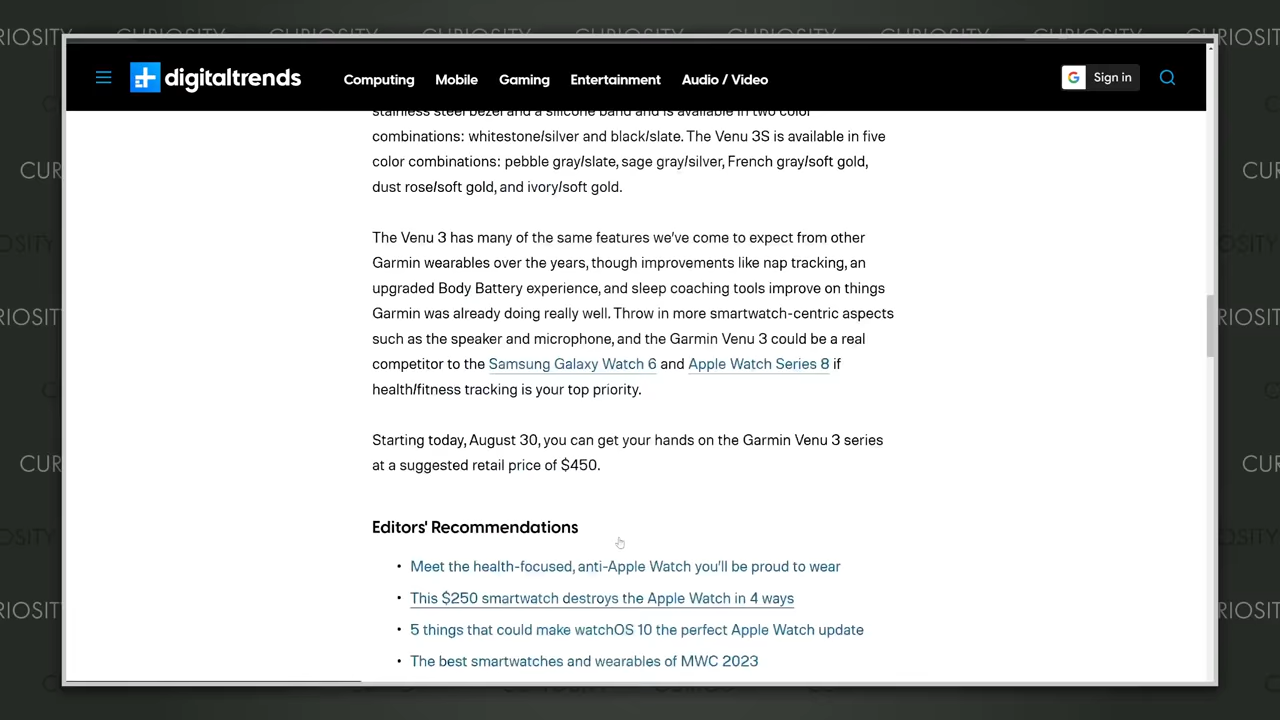 RIOSITY CURIOSITY CURIOSITY CURIOSITY CURIOSITY CURIOSITY CURIOSITY CURIOSITY CURIOSIT
digitaltrends Computing Mobile Gaming Entertainment Audio / Video Sign in
stainless steel bezel and a silicone band and is available in two color
combinations: whitestone/silver and black/slate. The Venu 3S is available in five
color combinations: pebble gray/slate, sage gray/silver, French gray/soft gold,
dust rose/soft gold, and ivory/soft gold.
The Venu 3 has many of the same features we've come to expect from other
Garmin wearables over the years, though improvements like nap tracking, an
upgraded Body Battery experience, and sleep coaching tools improve on things
Garmin was already doing really well. Throw in more smartwatch-centric aspects
such as the speaker and microphone, and the Garmin Venu 3 could be a real
competitor to the Samsung Galaxy Watch 6 and Apple Watch Series 8 if
health/fitness tracking is your top priority.
Starting today, August 30, you can get your hands on the Garmin Venu 3 series
at a suggested retail price of $450.
Editors' Recommendations
• Meet the health-focused, anti-Apple Watch you'll be proud to wear
• This $250 smartwatch destroys the Apple Watch in 4 ways
• 5 things that could make watchOS 10 the perfect Apple Watch update
• The best smartwatches and wearables of MWC 2023